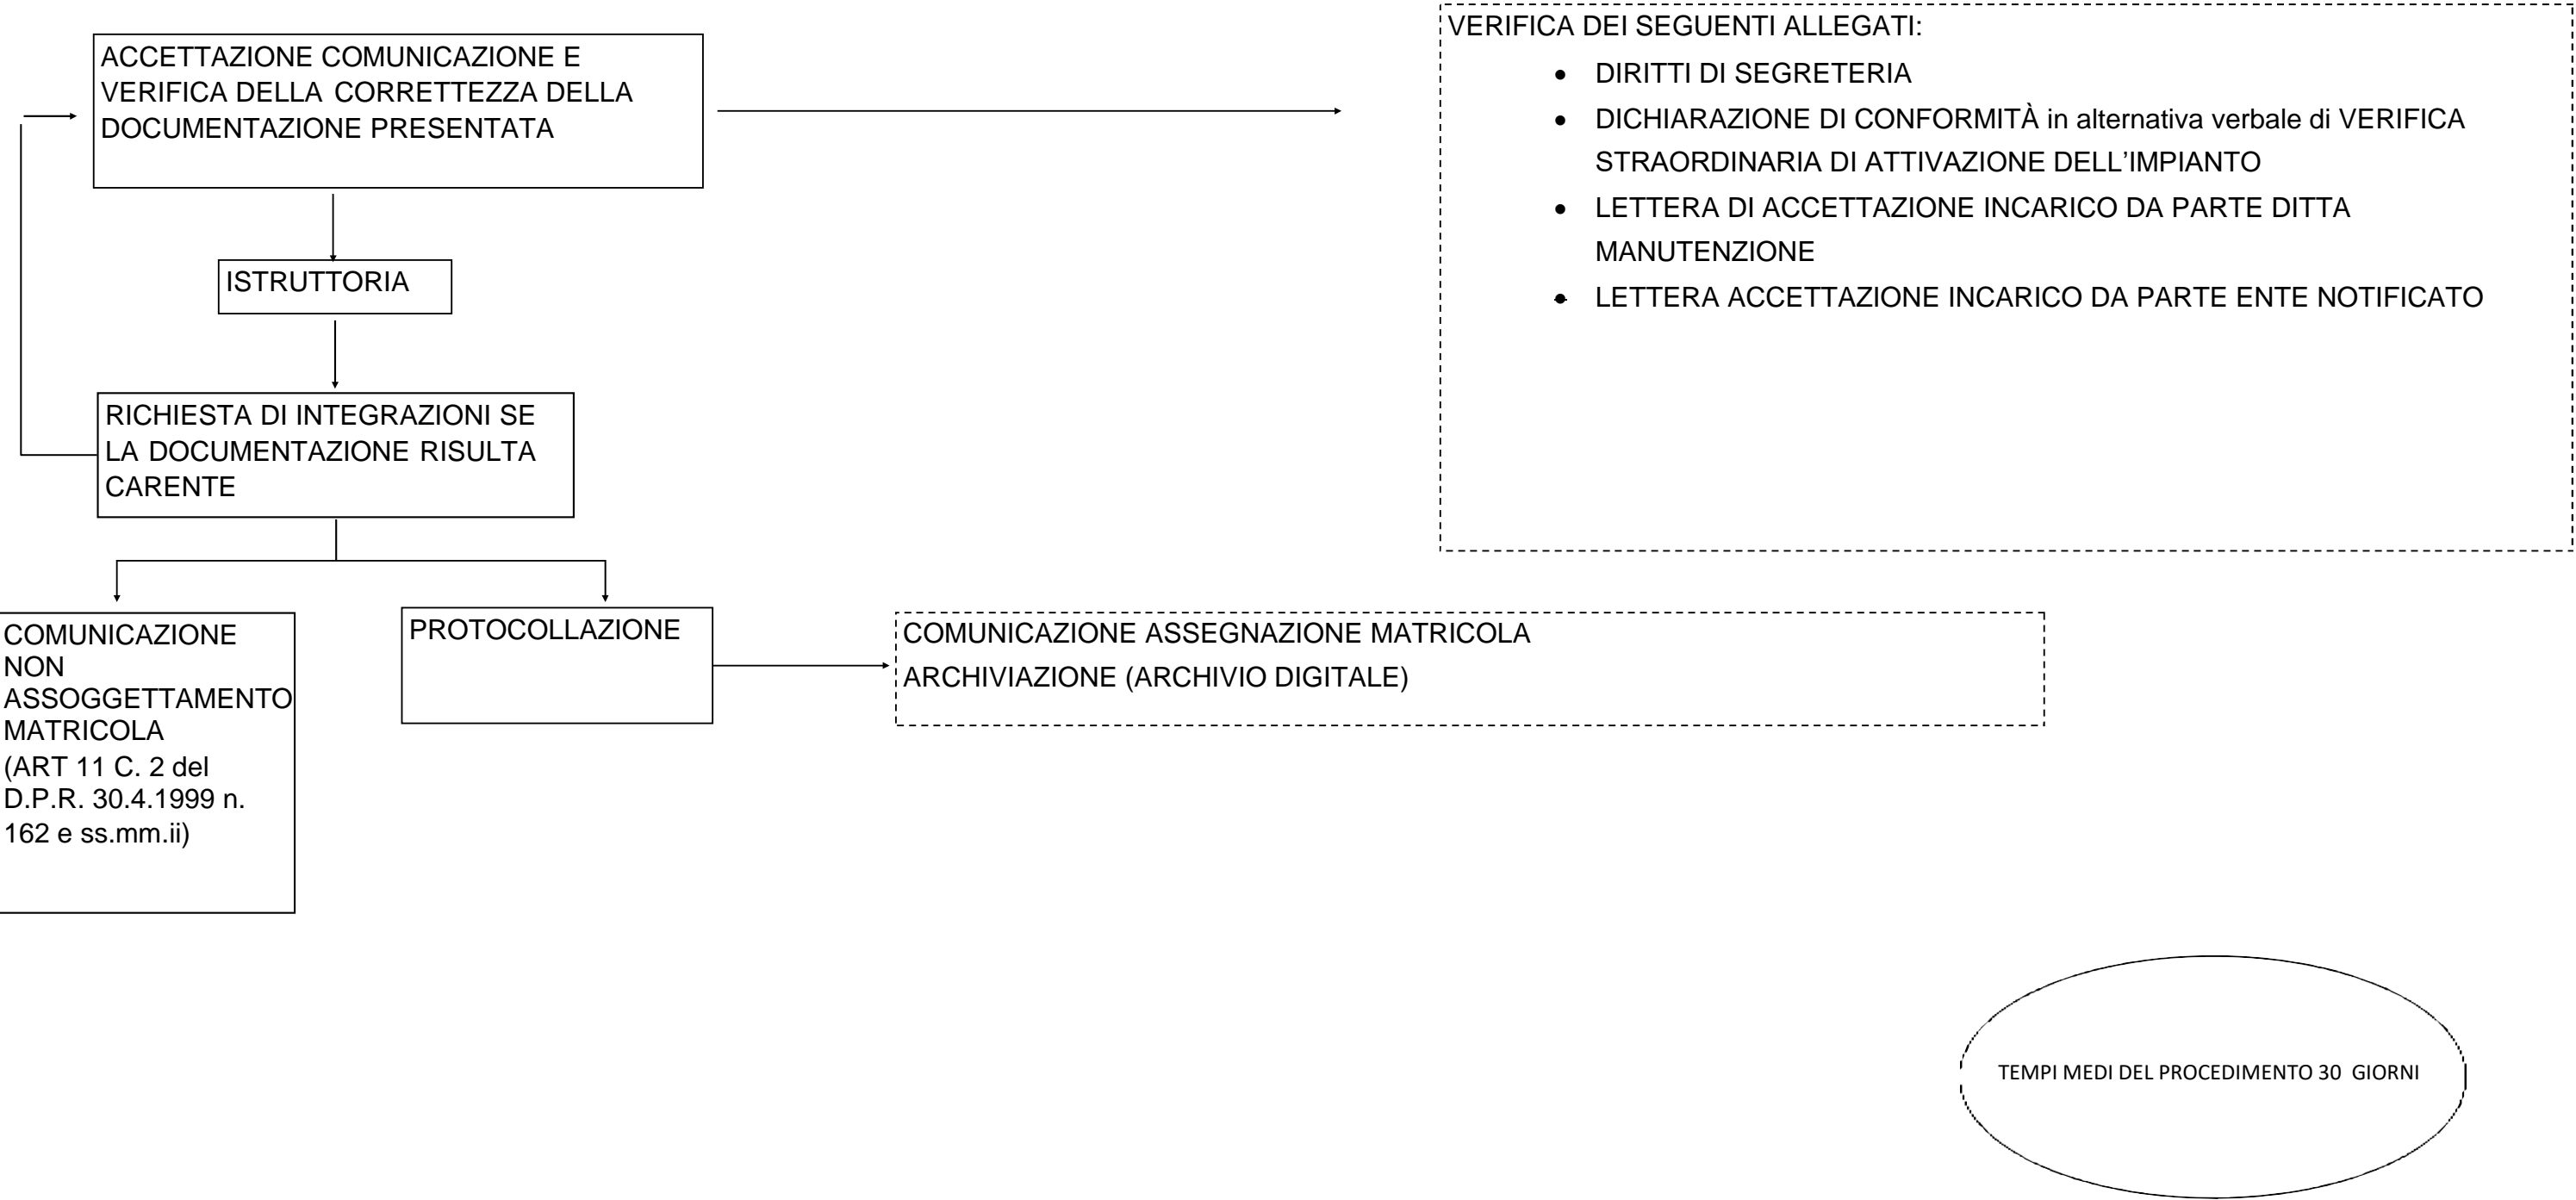 ACCETTAZIONE COMUNICAZIONE E
VERIFICA DELLA CORRETTEZZA DELLA
DOCUMENTAZIONE PRESENTATA
VERIFICA DEI SEGUENTI ALLEGATI:
• DIRITTI DI SEGRETERIA
• DICHIARAZIONE DI CONFORMITÀ in alternativa verbale di VERIFICA
STRAORDINARIA DI ATTIVAZIONE DELL’IMPIANTO
• LETTERA DI ACCETTAZIONE INCARICO DA PARTE DITTA
MANUTENZIONE
• LETTERA ACCETTAZIONE INCARICO DA PARTE ENTE NOTIFICATO
ISTRUTTORIA
RICHIESTA DI INTEGRAZIONI SE
LA DOCUMENTAZIONE RISULTA
CARENTE
COMUNICAZIONE
NON
ASSOGGETTAMENTO
MATRICOLA
(ART 11 C. 2 del
D.P.R. 30.4.1999 n.
162 e ss.mm.ii)
PROTOCOLLAZIONE
COMUNICAZIONE ASSEGNAZIONE MATRICOLA
ARCHIVIAZIONE (ARCHIVIO DIGITALE)
TEMPI MEDI DEL PROCEDIMENTO 30 GIORNI